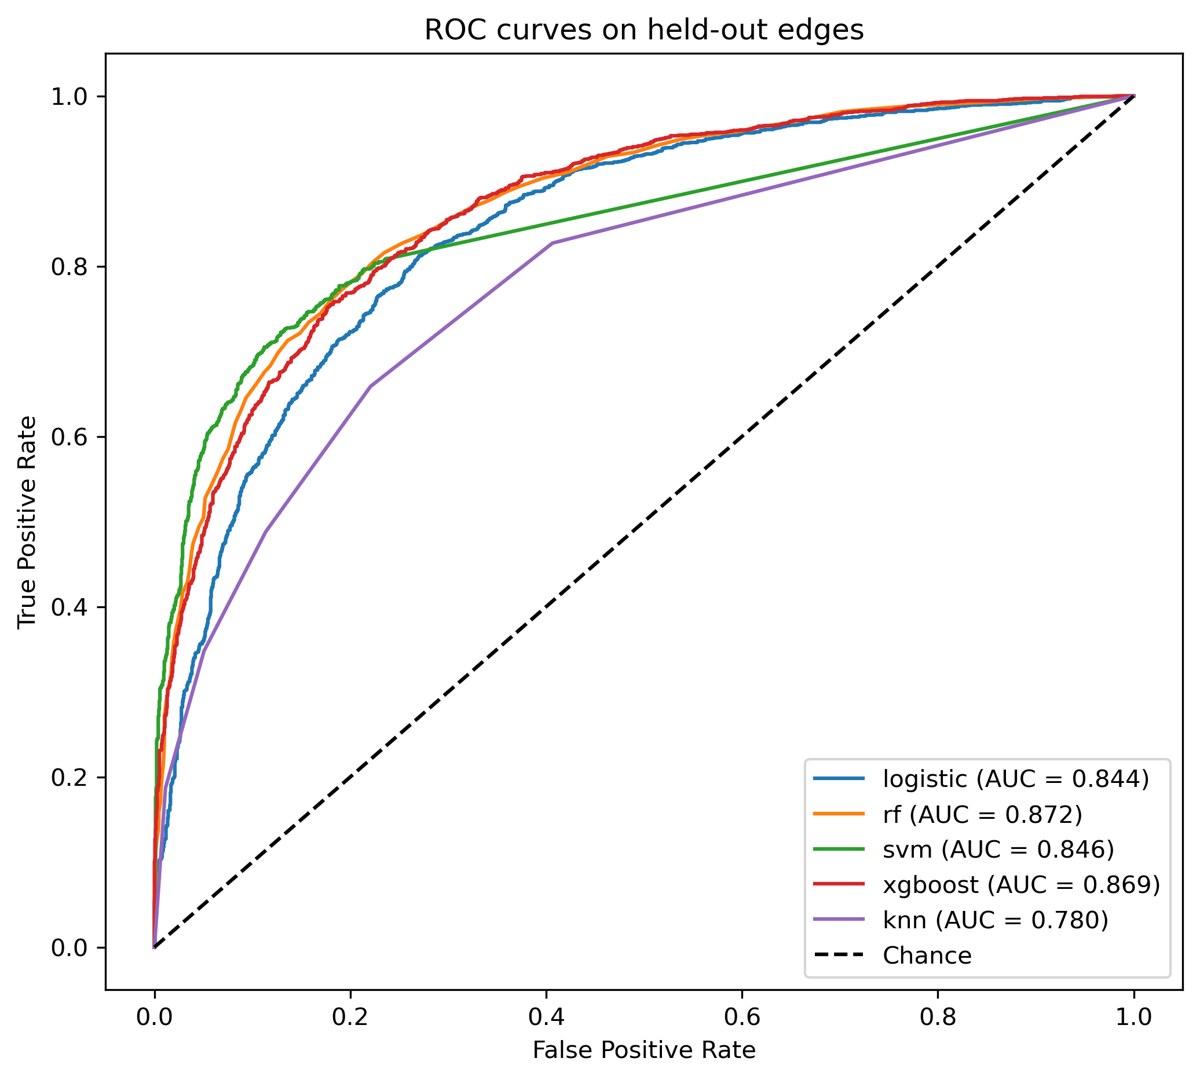 ROC curves on held-out edges
True Positive Rate
1.0
0.8
0.6
0.4
0.2
0.0
logistic (AUC = 0.844)
rf (AUC = 0.872)
svm (AUC = 0.846)
xgboost (AUC = 0.869)
knn (AUC = 0.780)
Chance
0.0 0.2 0.4 0.6 0.8 1.0
False Positive Rate